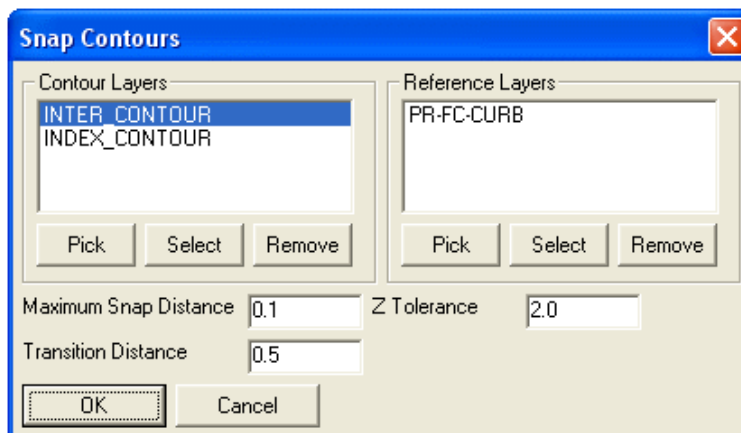 Snap Contours
Contour Layers
INTER_CONTOUR
INDEX_CONTOUR
Pick Select Remove
Reference Layers
PR-FC-CURB
Pick Select Remove
Maximum Snap Distance 0.1 Z Tolerance 2.0
Transition Distance 0.5
OK Cancel